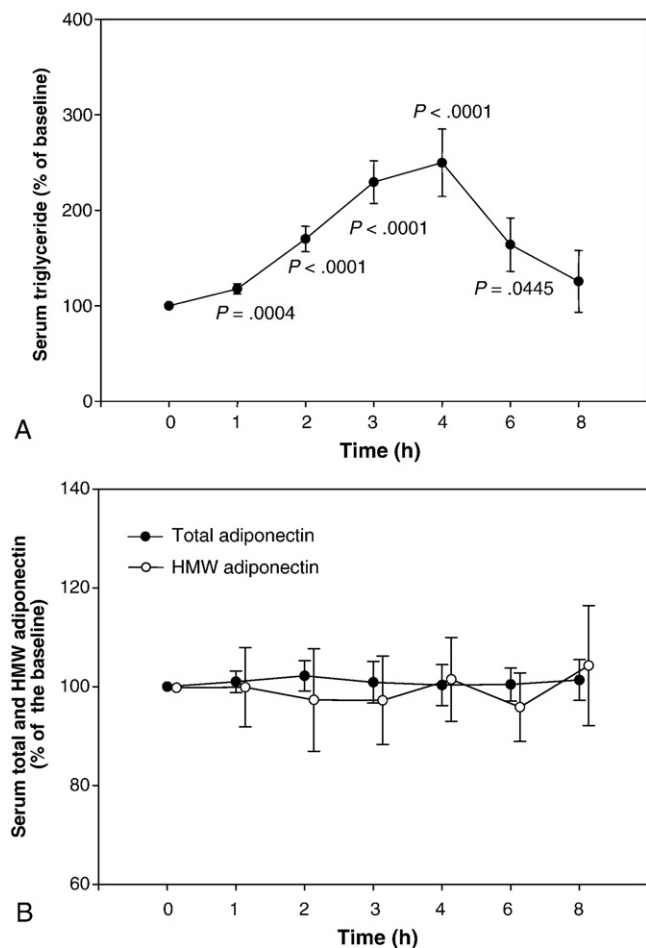 400
300
200
100
0
Serum triglyceride (% of baseline)
P < .0001
P < .0001
P < .0001
P = .0445
P = .0004
0 1 2 3 4 6 8
A
Time (h)
140
120
100
80
60
Serum total and HMW adiponectin
(% of the baseline)
Total adiponectin
HMW adiponectin
0 1 2 3 4 6 8
B
Time (h)